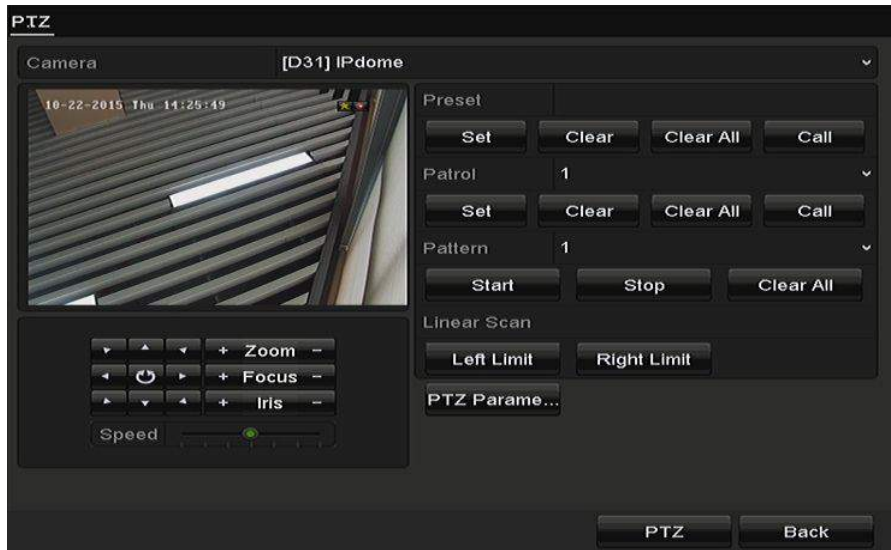 PTZ
Camera [D31] IPdome
10-22-2015 Thu 14:25:49
Preset
Set Clear Clear All Call
Patrol 1
Set Clear Clear All Call
Pattern 1
Start Stop Clear All
Linear Scan
Left Limit Right Limit
PTZ Parame...
+ Zoom -
+ Focus -
+ Iris -
Speed
PTZ Back